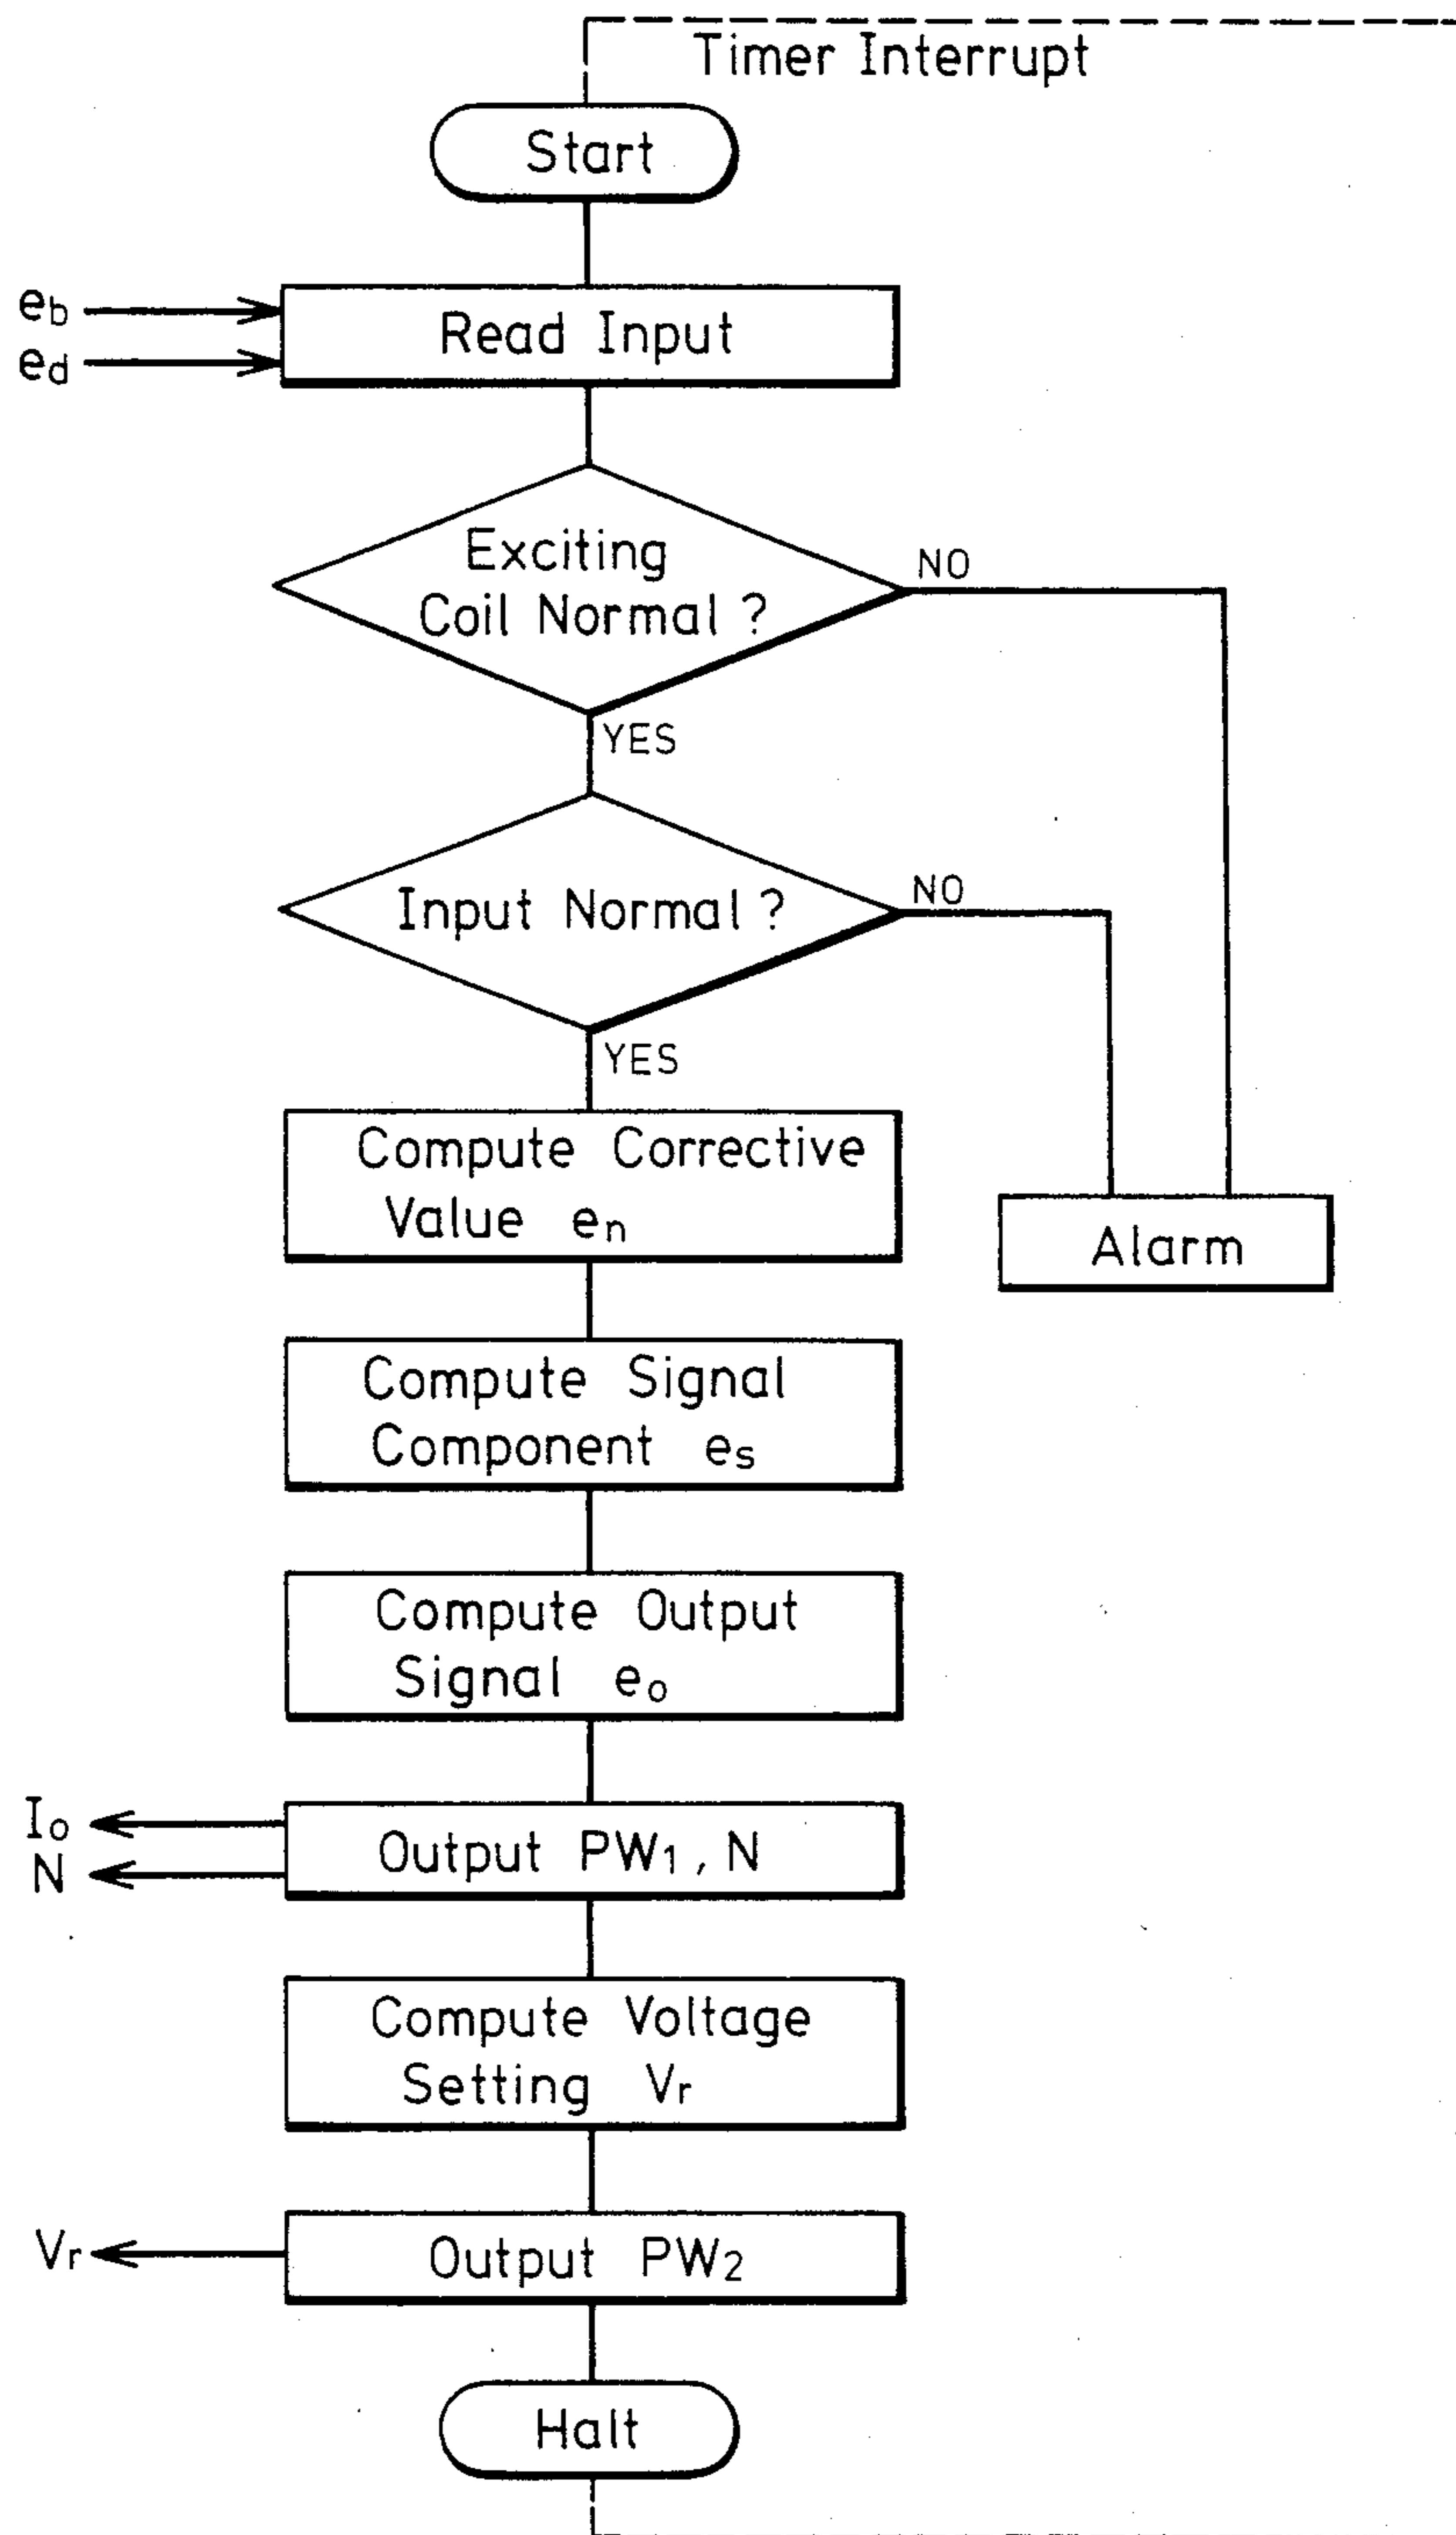 Timer Interrupt
Start
eb
ed
Read Input
Exciting
Coil Normal ?
NO
YES
Input Normal ?
NO
YES
Compute Corrective
Value en
Alarm
Compute Signal
Component es
Compute Output
Signal eo
Io
N
Output PW1, N
Compute Voltage
Setting Vr
Vr
Output PW2
Halt